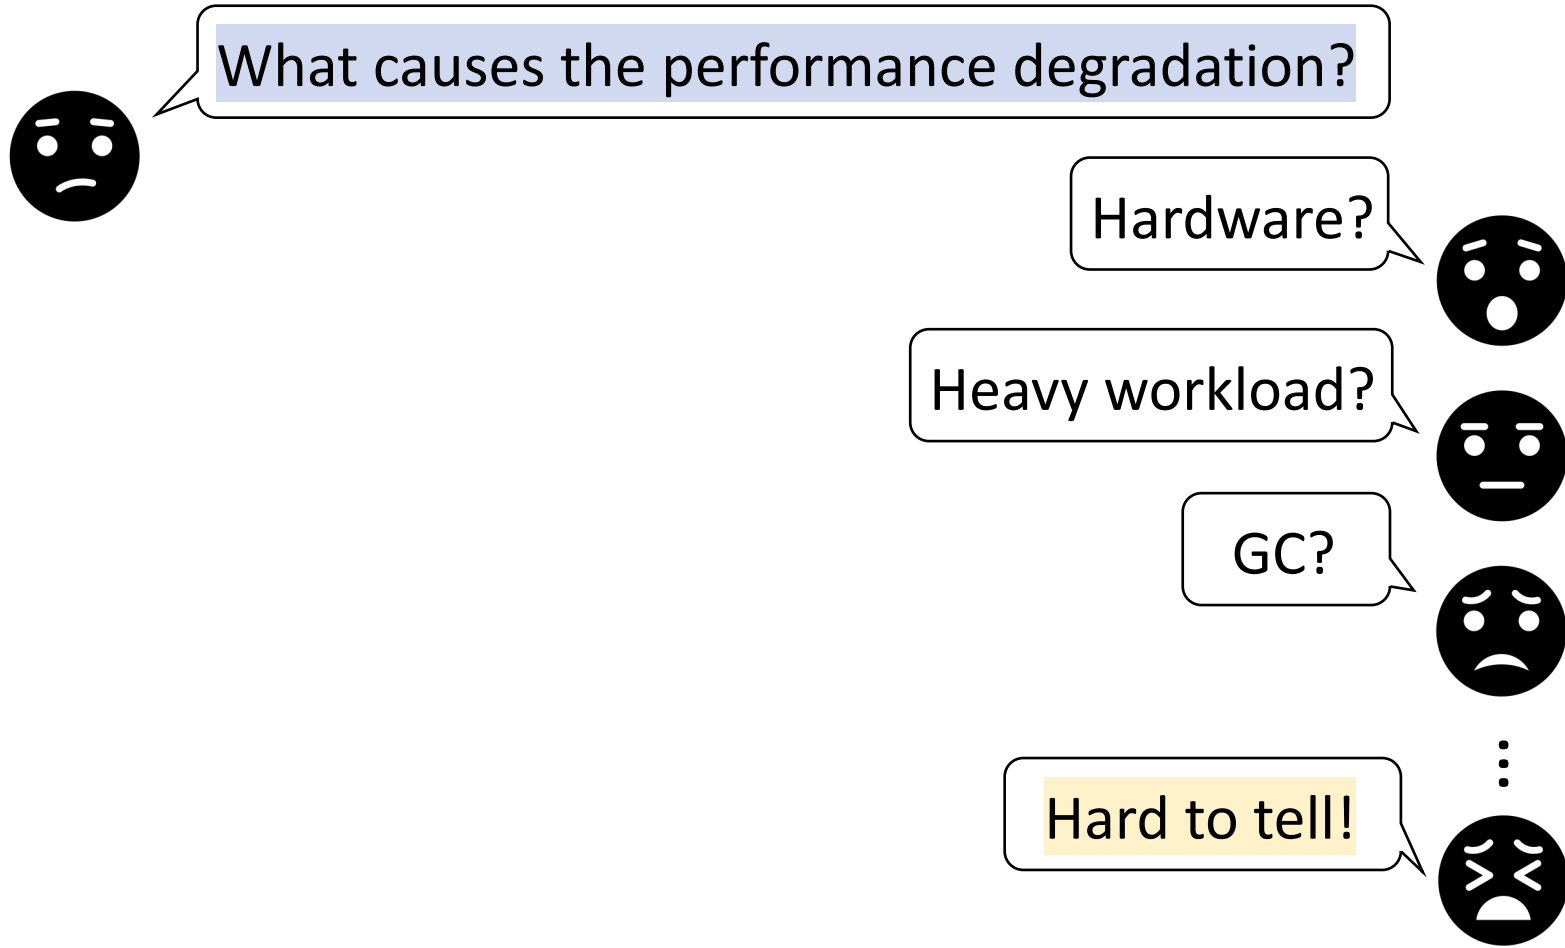 What causes the performance degradation?
Hardware?
Heavy workload?
GC?
Hard to tell!